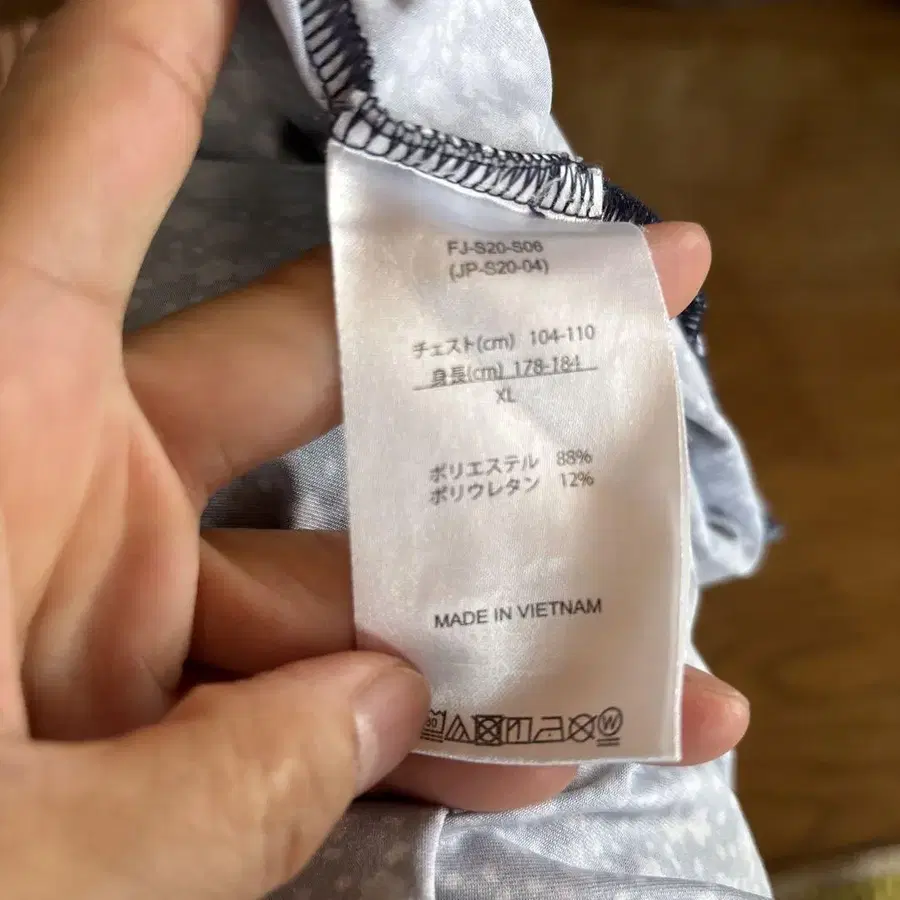 FJ-S20-S06
(JP-S20-04)
チェスト(cm) 104-110
身長(cm) 178-184
XL
ポリエステル 88%
ポリウレタン 12%
MADE IN VIETNAM
30
W